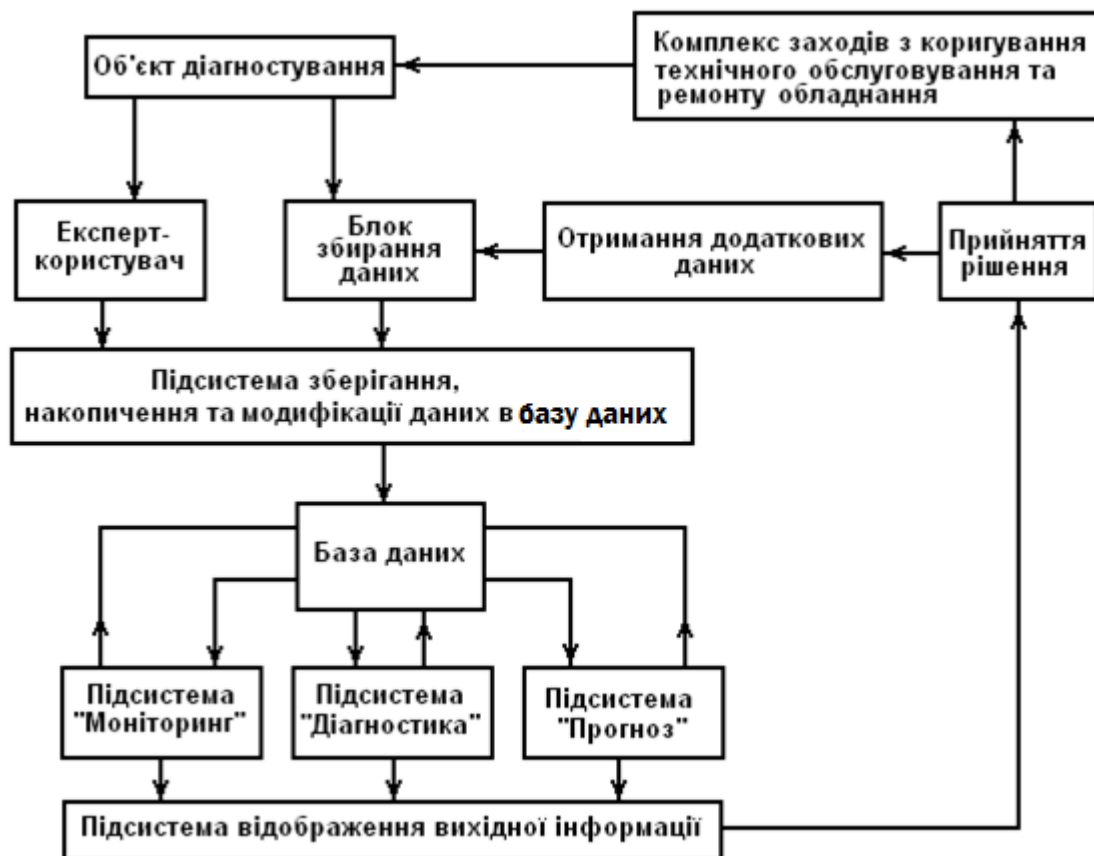 Об'єкт діагностування
Комплекс заходів з коригування
технічного обслуговування та
ремонту обладнання
Експерт-
користувач
Блок
збирання
даних
Отримання додаткових
даних
Прийняття
рішення
Підсистема зберігання,
накопичення та модифікації даних в базу даних
База даних
Підсистема
"Моніторинг"
Підсистема
"Діагностика"
Підсистема
"Прогноз"
Підсистема відображення вихідної інформації